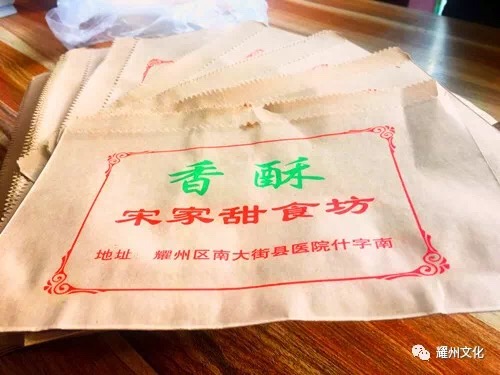 香酥
宋家甜食坊
地址 耀州区南大街县医院什字南
耀州文化